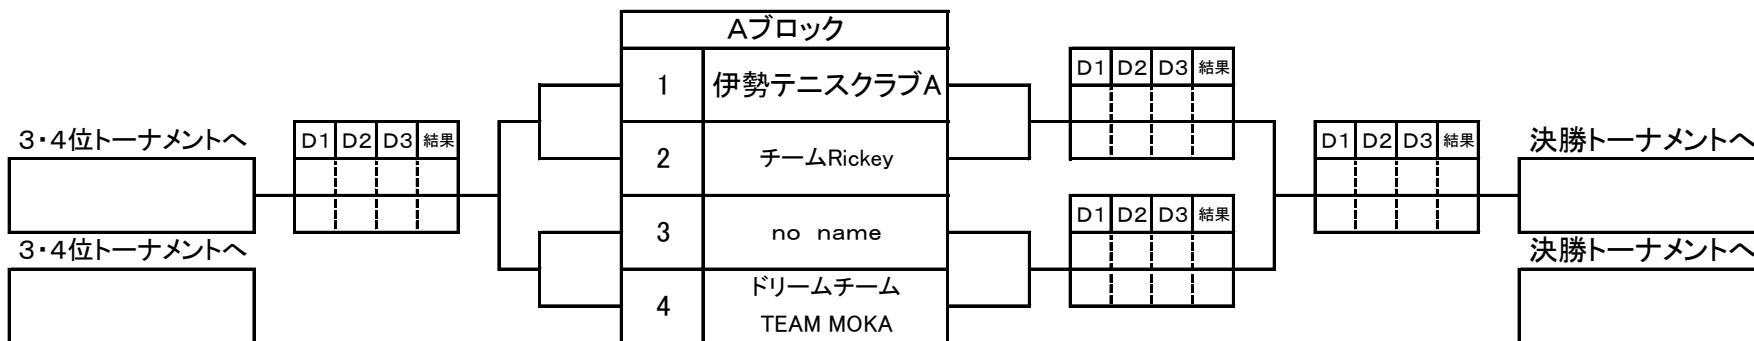 Aブロック
1 伊勢テニスクラブA
D1 D2 D3 結果
3・4位トーナメントへ
D1 D2 D3 結果
2 チームRickey
D1 D2 D3 結果
決勝トーナメントへ
3 no name
D1 D2 D3 結果
3・4位トーナメントへ
決勝トーナメントへ
4 ドリームチーム
TEAM MOKA